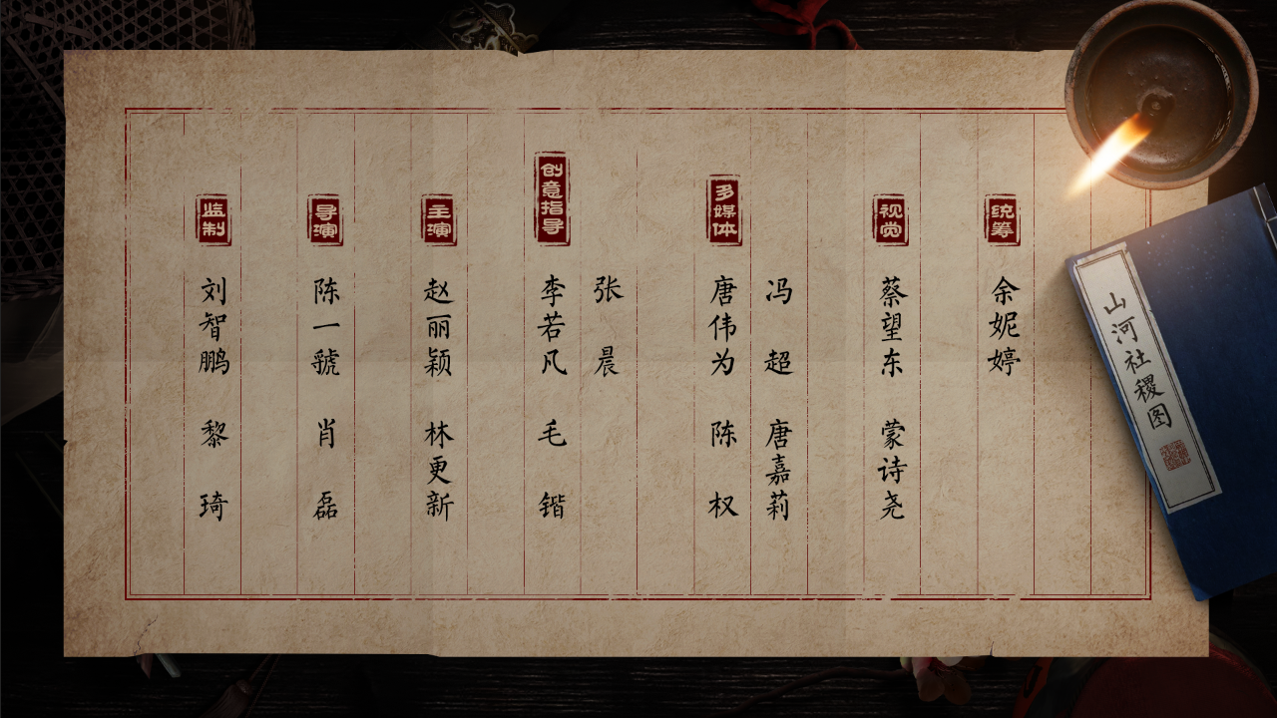 监制
刘智鹏 黎琦
导演
陈一號 肖磊
主演
赵丽颖 林更新
创意指导
李若凡 毛锴
张晨
多媒体
唐伟为 陈权
冯超 唐嘉莉
视觉
蔡望东 蒙诗尧
统筹
余妮婷
山河社稷图